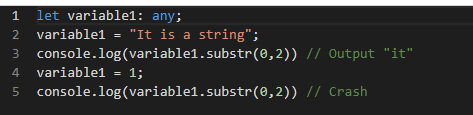 1 let variable1: any;
2 variable1 = "It is a string";
3 console.log(variable1.substr(0,2)) // Output "it"
4 variable1 = 1;
5 console.log(variable1.substr(0,2)) // Crash